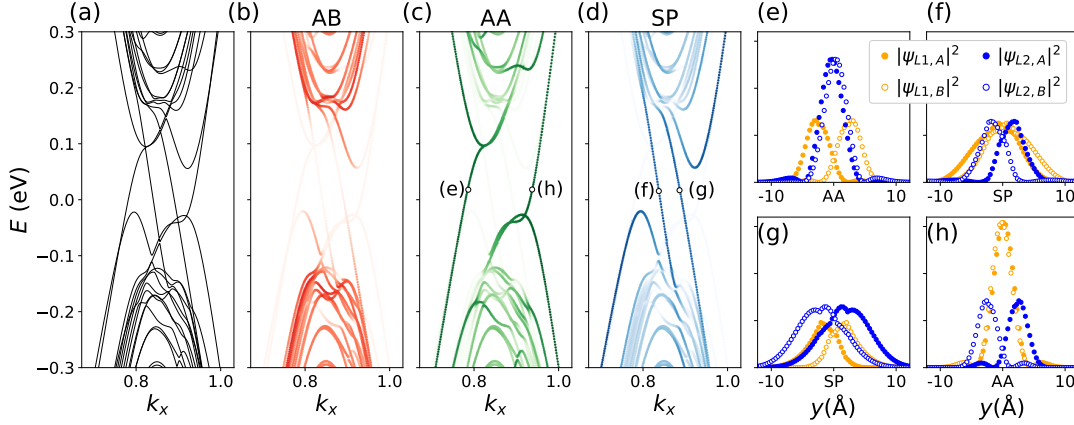 (a)
(b) AB
(c) AA
(d) SP
(e)
(f)
0.3
0.2
0.1
0.0
−0.1
−0.2
−0.3
E (eV)
(e)
(h)
(f)
(g)
|ψL1,A|² |ψL2,A|²
|ψL1,B|² |ψL2,B|²
-10 AA 10
-10 SP 10
(g)
(h)
0.8 1.0
0.8 1.0
0.8 1.0
0.8 1.0
-10 SP 10
-10 AA 10
kx
kx
kx
kx
y(Å)
y(Å)